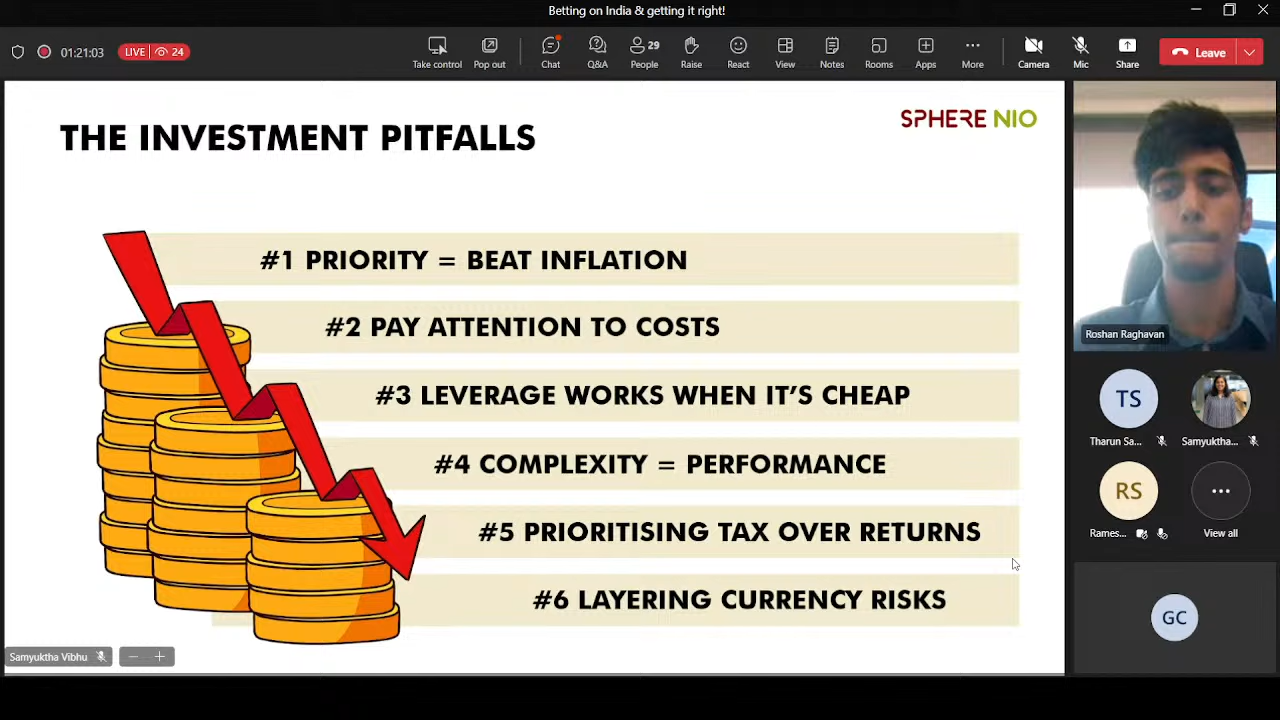 Betting on India & getting it right!
01:21:03
LIVE 24
Take control
Pop out
Chat
Q&A
29
People
Raise
React
View
Notes
Rooms
Apps
More
Camera
Mic
Share
Leave
THE INVESTMENT PITFALLS
SPHERE NIO
#1 PRIORITY = BEAT INFLATION
#2 PAY ATTENTION TO COSTS
#3 LEVERAGE WORKS WHEN IT'S CHEAP
#4 COMPLEXITY = PERFORMANCE
#5 PRIORITISING TAX OVER RETURNS
#6 LAYERING CURRENCY RISKS
Samyuktha Vibhu
Roshan Raghavan
TS
Tharun Sa...
Samyuktha...
RS
Rames...
View all
GC